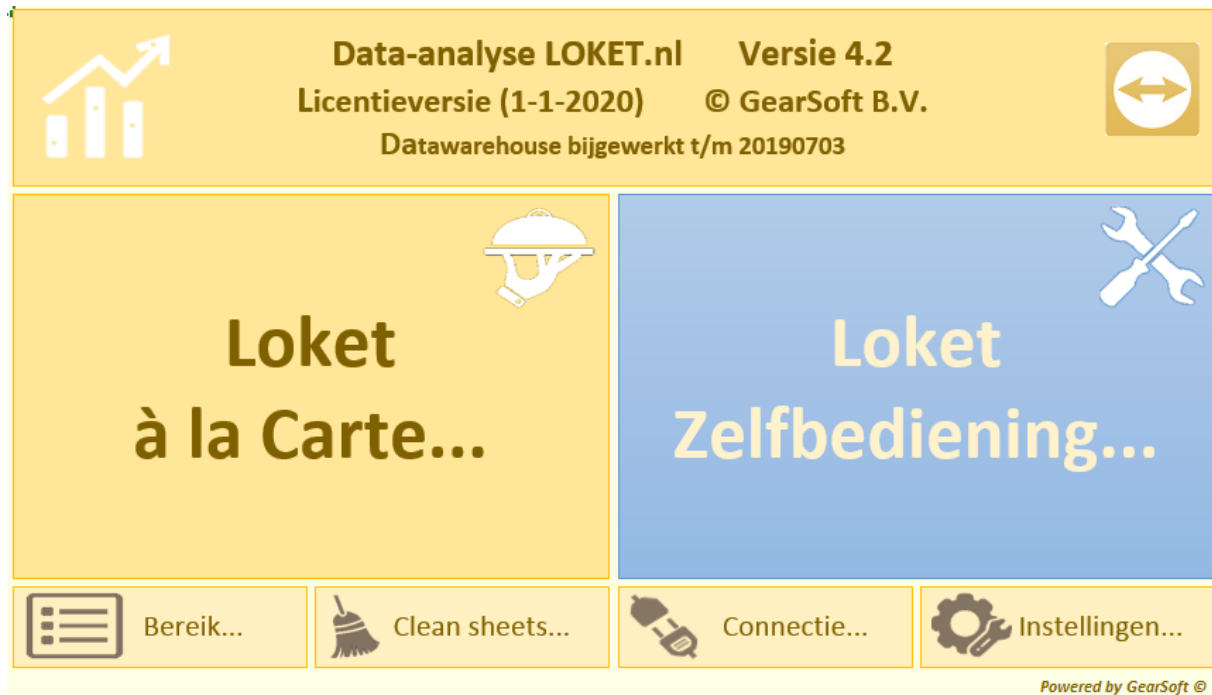 Data-analyse LOKET.nl Versie 4.2
Licentieversie (1-1-2020) © GearSoft B.V.
Datawarehouse bijgewerkt t/m 20190703
Loket
à la Carte...
Loket
Zelfbediening...
Bereik...
Clean sheets...
Connectie...
Instellingen...
Powered by GearSoft ©